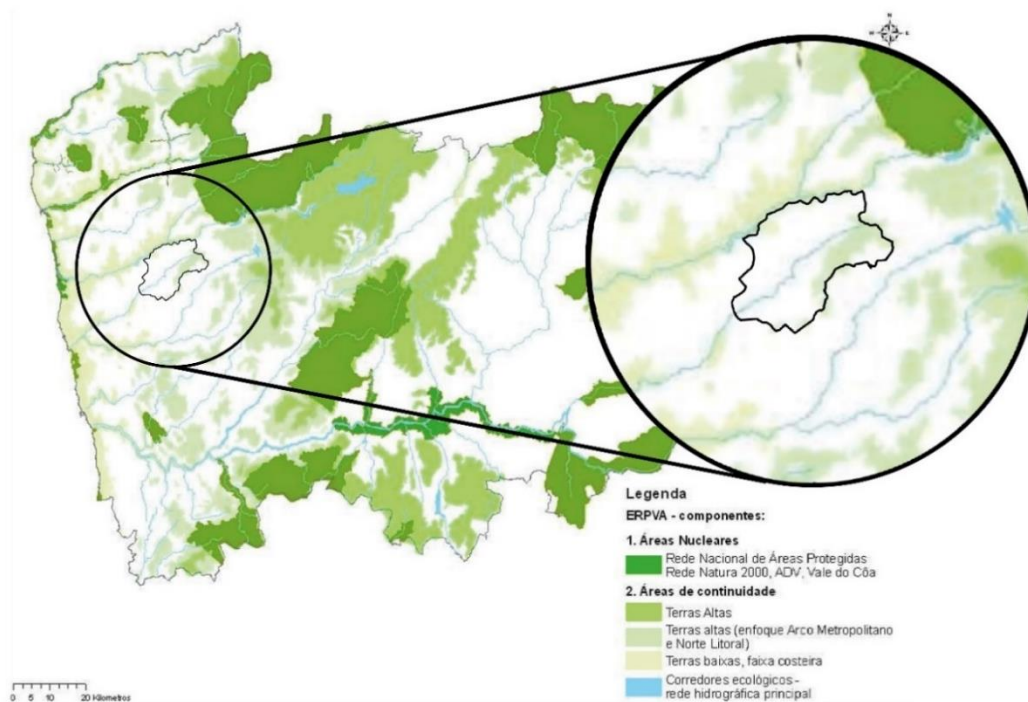 N
W E
S
Legenda
ERPVA - componentes:
1. Áreas Nucleares
Rede Nacional de Áreas Protegidas
Rede Natura 2000, ADV, Vale do Côa
2. Áreas de continuidade
Terras Altas
Terras altas (enfoque Arco Metropolitano
e Norte Litoral)
Terras baixas, faixa costeira
Corredores ecológicos-
rede hidrográfica principal
0 5 10 20 Kilometros